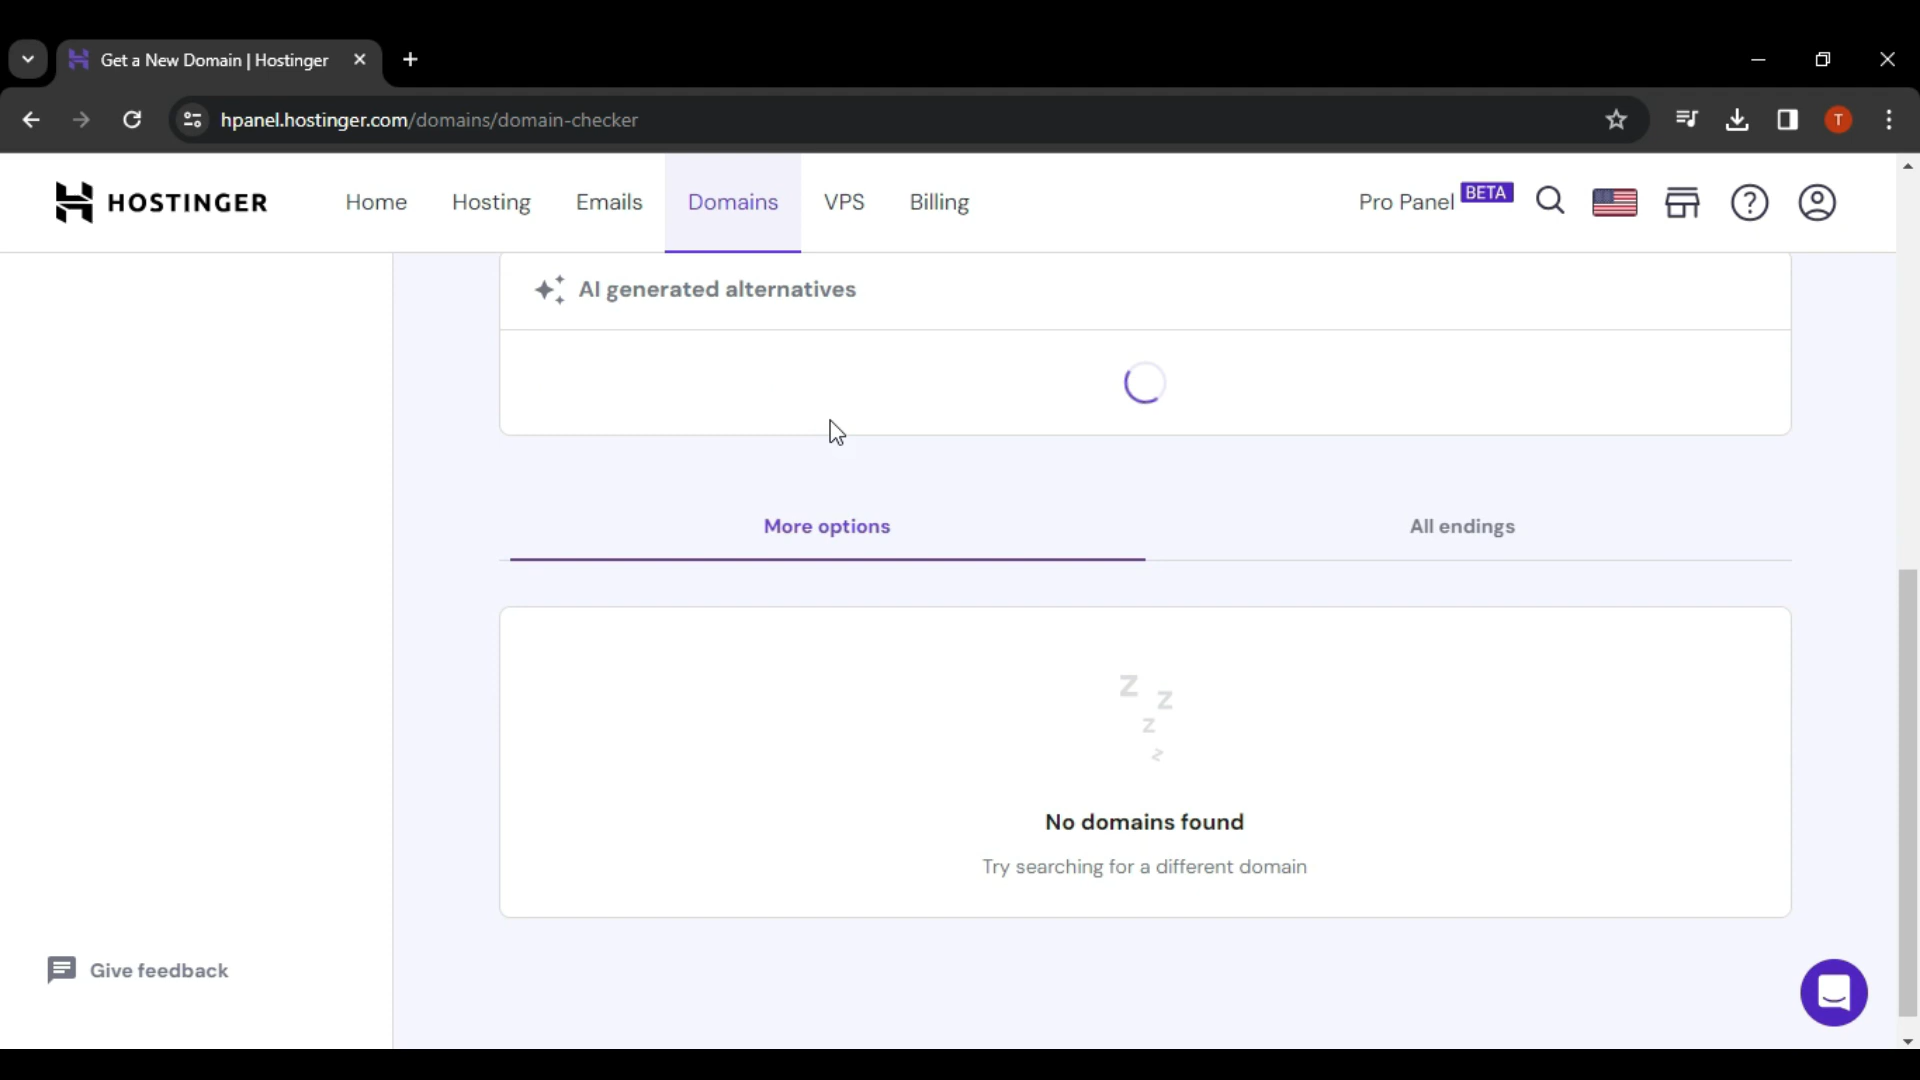 Get a New Domain | Hostinger
hpanel.hostinger.com/domains/domain-checker
T
HOSTINGER
Home
Hosting
Emails
Domains
VPS
Billing
Pro Panel BETA
AI generated alternatives
More options
All endings
Z
Z
Z
Z
No domains found
Try searching for a different domain
Give feedback